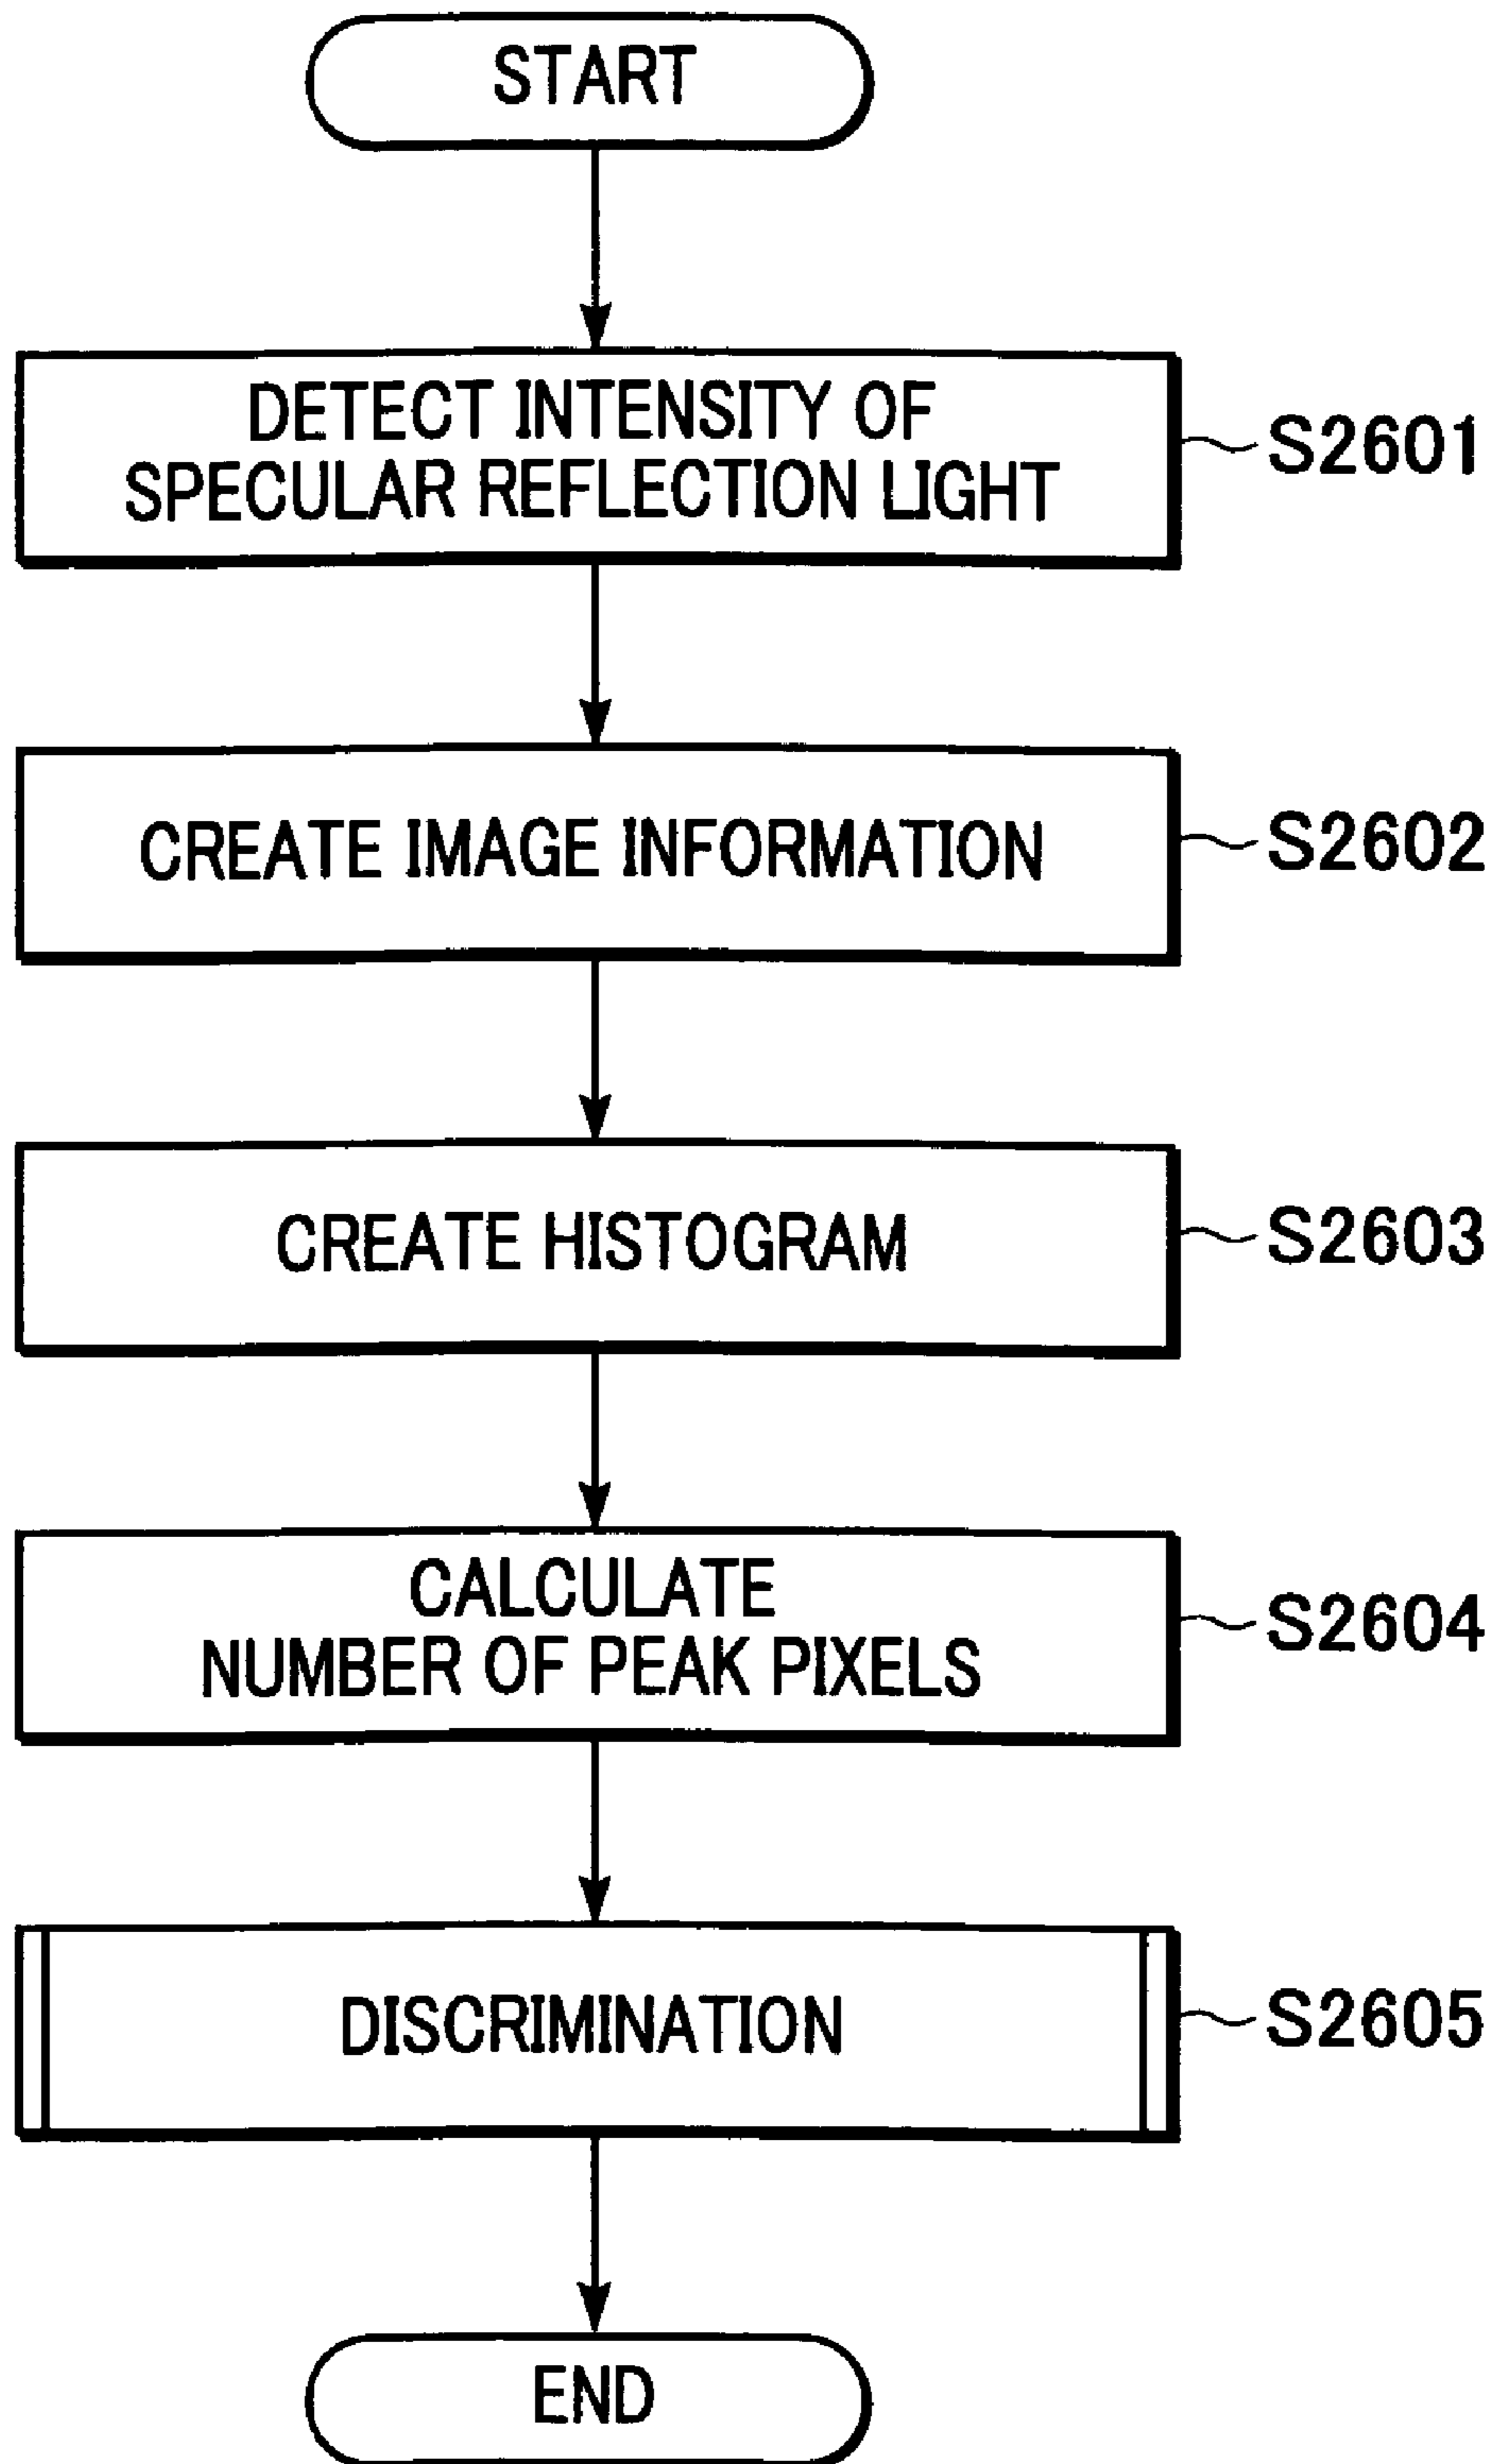 START
DETECT INTENSITY OF
SPECULAR REFLECTION LIGHT
S2601
CREATE IMAGE INFORMATION
S2602
CREATE HISTOGRAM
S2603
CALCULATE
NUMBER OF PEAK PIXELS
S2604
DISCRIMINATION
S2605
END